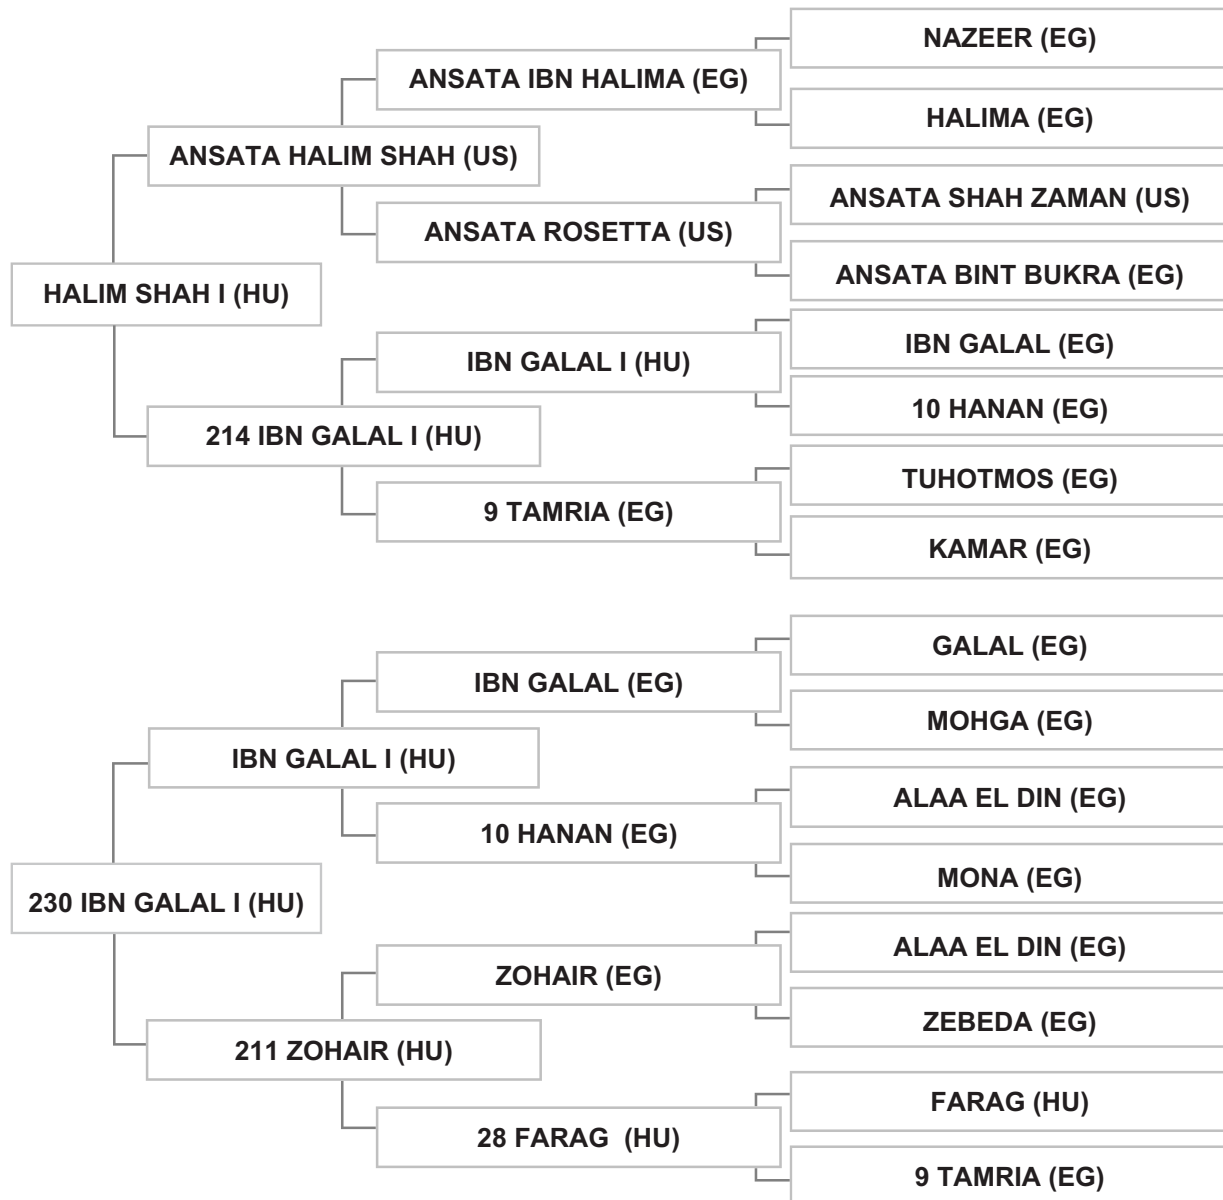 NAZEER (EG)
ANSATA IBN HALIMA (EG)
HALIMA (EG)
ANSATA HALIM SHAH (US)
ANSATA SHAH ZAMAN (US)
ANSATA ROSETTA (US)
ANSATA BINT BUKRA (EG)
HALIM SHAH I (HU)
IBN GALAL (EG)
IBN GALAL I (HU)
10 HANAN (EG)
214 IBN GALAL I (HU)
TUHOTMOS (EG)
9 TAMRIA (EG)
KAMAR (EG)
GALAL (EG)
IBN GALAL (EG)
MOHGA (EG)
IBN GALAL I (HU)
ALAA EL DIN (EG)
10 HANAN (EG)
MONA (EG)
230 IBN GALAL I (HU)
ALAA EL DIN (EG)
ZOHAIR (EG)
ZEBEDA (EG)
211 ZOHAIR (HU)
FARAG (HU)
28 FARAG (HU)
9 TAMRIA (EG)